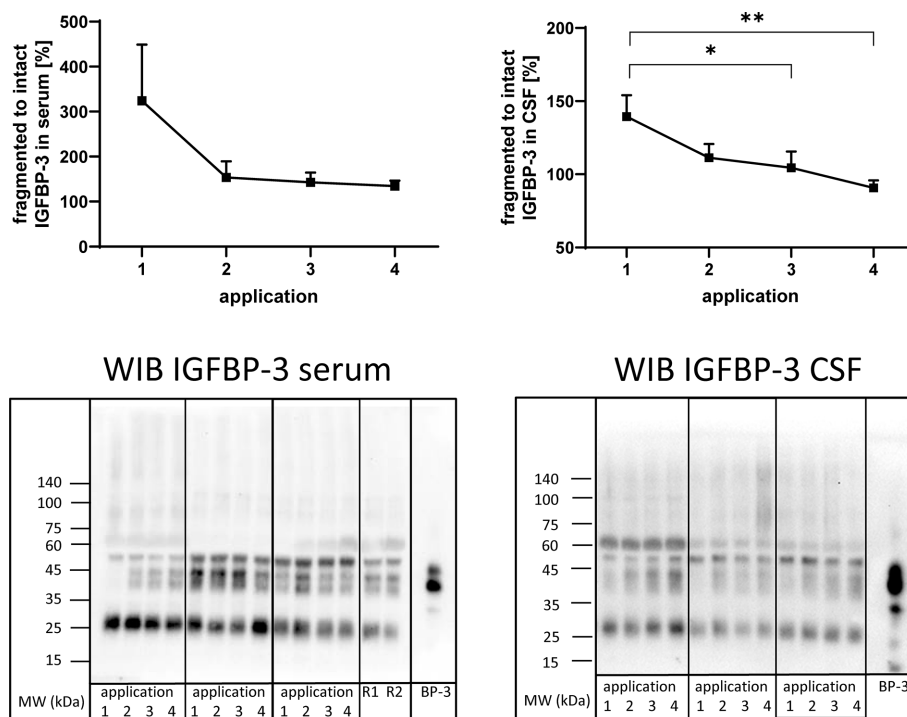 fragmented to intact
IGFBP-3 in serum [%]
500
400
300
200
100
0
1 2 3 4
application
fragmented to intact
IGFBP-3 in CSF [%]
200
150
100
50
**
*
1 2 3 4
application
WIB IGFBP-3 serum
140
100
75
60
45
35
25
15
MW (kDa)
application application application R1 R2 BP-3
1 2 3 4 1 2 3 4 1 2 3 4
WIB IGFBP-3 CSF
140
100
75
60
45
35
25
15
MW (kDa)
application application application BP-3
1 2 3 4 1 2 3 4 1 2 3 4